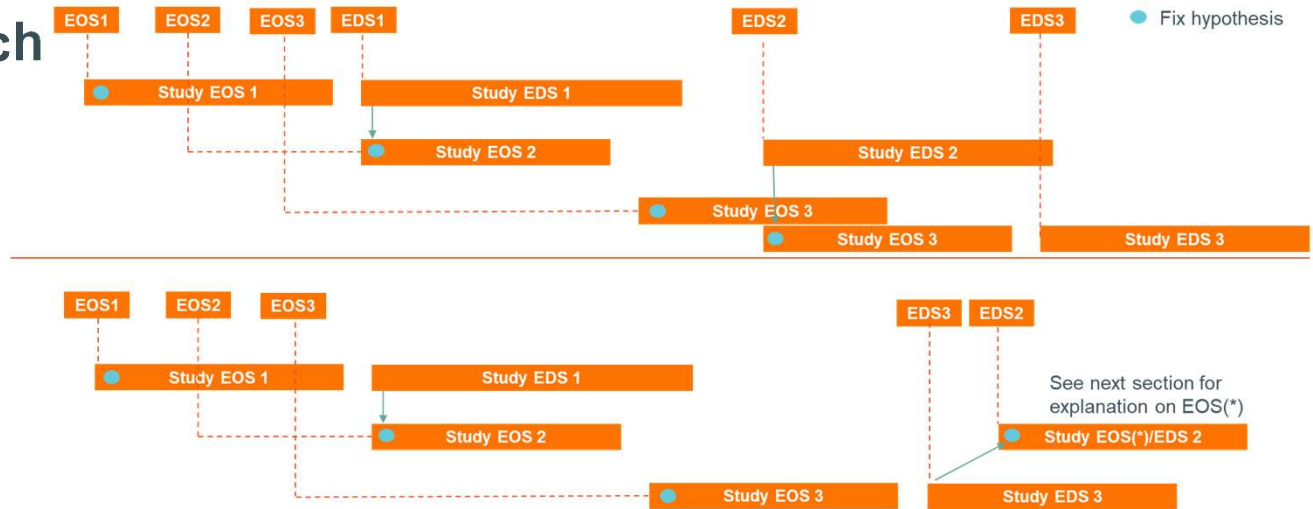 ch
EOS1
EOS2
EOS3
EDS1
EDS2
EDS3
Fix hypothesis
Study EOS 1
Study EDS 1
Study EOS 2
Study EDS 2
Study EOS 3
Study EOS 3
Study EDS 3
EOS1
EOS2
EOS3
EDS3
EDS2
Study EOS 1
Study EDS 1
See next section for
explanation on EOS(*)
Study EOS 2
Study EOS(*)/EDS 2
Study EOS 3
Study EDS 3